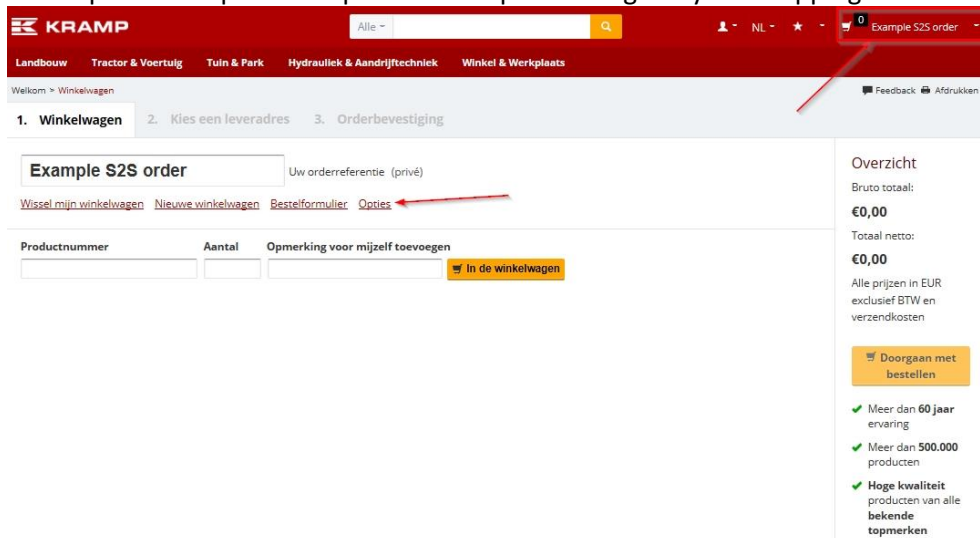 KRAMP
Alle
NL
0
Example S2S order
Landbouw Tractor & Voertuig Tuin & Park Hydrauliek & Aandrijftechniek Winkel & Werkplaats
Welkom > Winkelwagen
Feedback Afdrukken
1. Winkelwagen 2. Kies een leveradres 3. Orderbevestiging
Example S2S order Uw orderreferentie (privé)
Wissel mijn winkelwagen Nieuwe winkelwagen Bestelformulier Opties
Productnummer Aantal Opmerking voor mijzelf toevoegen
In de winkelwagen
Overzicht
Bruto totaal:
€0,00
Totaal netto:
€0,00
Alle prijzen in EUR
exclusief BTW en
verzendkosten
Doorgaan met
bestellen
Meer dan 60 jaar
ervaring
Meer dan 500.000
producten
Hoge kwaliteit
producten van alle
bekende
topmerken